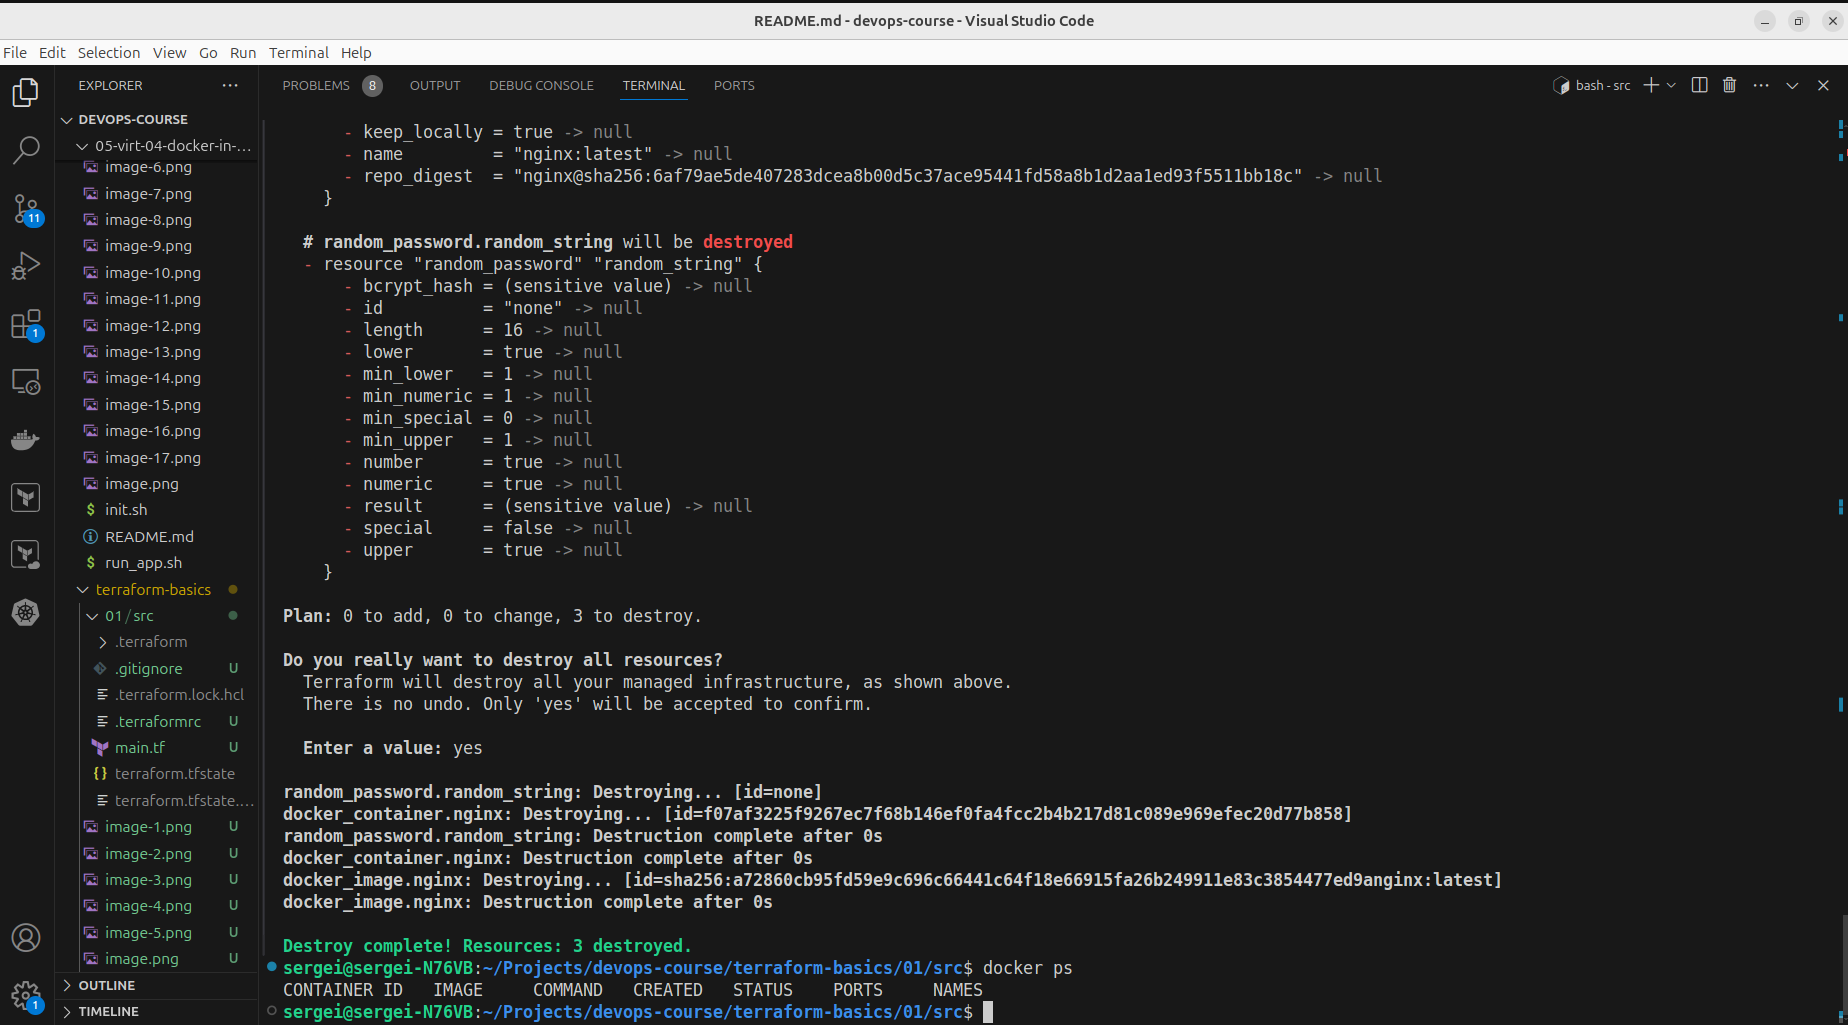 README.md - devops-course - Visual Studio Code
File Edit Selection View Go Run Terminal Help
EXPLORER
DEVOPS-COURSE
05-virt-04-docker-in-...
image-6.png
image-7.png
image-8.png
image-9.png
image-10.png
image-11.png
image-12.png
image-13.png
image-14.png
image-15.png
image-16.png
image-17.png
image.png
$ init.sh
README.md
$ run_app.sh
terraform-basics
01/src
.terraform
.gitignore U
.terraform.lock.hcl
.terraformrc U
main.tf U
{} terraform.tfstate
terraform.tfstate....
image-1.png U
image-2.png U
image-3.png U
image-4.png U
image-5.png U
image.png U
OUTLINE
TIMELINE
11
1
1
PROBLEMS 8 OUTPUT DEBUG CONSOLE TERMINAL PORTS
bash - src
- keep_locally = true -> null
- name         = "nginx:latest" -> null
- repo_digest  = "nginx@sha256:6af79ae5de407283dcea8b00d5c37ace95441fd58a8b1d2aa1ed93f5511bb18c" -> null
}
# random_password.random_string will be destroyed
- resource "random_password" "random_string" {
- bcrypt_hash = (sensitive value) -> null
- id          = "none" -> null
- length      = 16 -> null
- lower       = true -> null
- min_lower   = 1 -> null
- min_numeric = 1 -> null
- min_special = 0 -> null
- min_upper   = 1 -> null
- number      = true -> null
- numeric     = true -> null
- result      = (sensitive value) -> null
- special     = false -> null
- upper       = true -> null
}
Plan: 0 to add, 0 to change, 3 to destroy.
Do you really want to destroy all resources?
Terraform will destroy all your managed infrastructure, as shown above.
There is no undo. Only 'yes' will be accepted to confirm.
Enter a value: yes
random_password.random_string: Destroying... [id=none]
docker_container.nginx: Destroying... [id=f07af3225f9267ec7f68b146ef0fa4fcc2b4b217d81c089e969efec20d77b858]
random_password.random_string: Destruction complete after 0s
docker_container.nginx: Destruction complete after 0s
docker_image.nginx: Destroying... [id=sha256:a72860cb95fd59e9c696c66441c64f18e66915fa26b249911e83c3854477ed9anginx:latest]
docker_image.nginx: Destruction complete after 0s
Destroy complete! Resources: 3 destroyed.
sergei@sergei-N76VB:~/Projects/devops-course/terraform-basics/01/src$ docker ps
CONTAINER ID   IMAGE     COMMAND   CREATED   STATUS    PORTS     NAMES
sergei@sergei-N76VB:~/Projects/devops-course/terraform-basics/01/src$